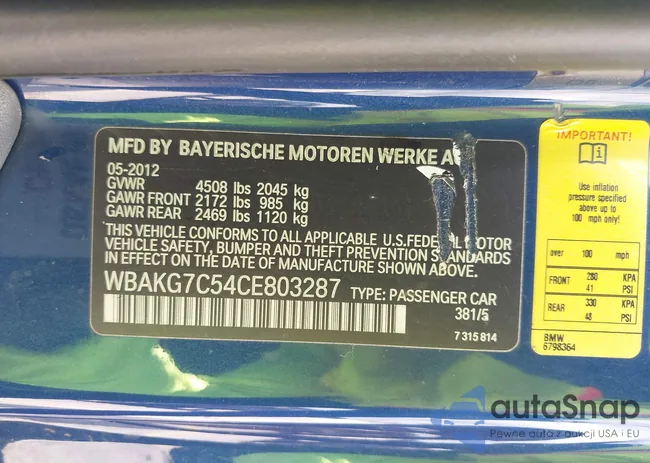 MFD BY BAYERISCHE MOTOREN WERKE A
05-2012
GVWR 4508 lbs 2045 kg
GAWR FRONT 2172 lbs 985 kg
GAWR REAR 2469 lbs 1120 kg
THIS VEHICLE CONFORMS TO ALL APPLICABLE U.S.FEDERAL MOTOR
VEHICLE SAFETY, BUMPER AND THEFT PREVENTION STANDARDS
IN EFFECT ON THE DATE OF MANUFACTURE SHOWN ABOVE.
WBAKG7C54CE803287 TYPE: PASSENGER CAR
381/5
7 315 814
IMPORTANT!
Use inflation
pressure specified
above up to
100 mph only!
over 100 mph
FRONT 280 KPA
41 PSI
REAR 330 KPA
48 PSI
BMW
6798364
autoSnap
Pewne auto z aukcji USA i EU